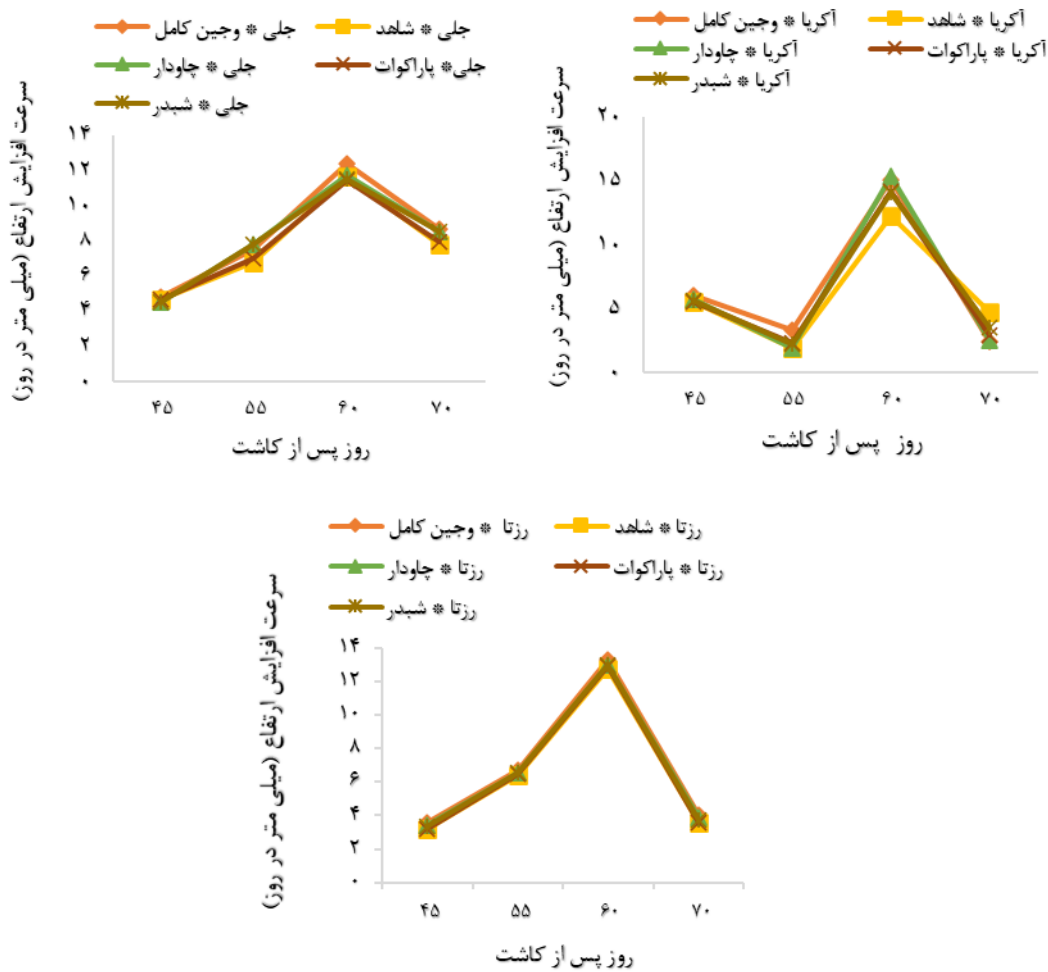 جلی * وجین کامل
جلی * شاهد
جلی * چاودار
جلی* پاراکوات
جلی * شبدر
سرعت افزایش ارتفاع (میلی متر در روز)
۱۴
۱۲
۱۰
۸
۶
۴
۲
۰
۴۵ ۵۵ ۶۰ ۷۰
روز پس از کاشت
آکریا * وجین کامل
آکریا * شاهد
آکریا * چاودار
آکریا * پاراکوات
آکریا * شبدر
سرعت افزایش ارتفاع (میلی متر در روز)
۲۰
۱۵
۱۰
۵
۰
۴۵ ۵۵ ۶۰ ۷۰
روز پس از کاشت
رزتا * وجین کامل
رزتا * شاهد
رزتا * چاودار
رزتا * پاراکوات
رزتا * شبدر
سرعت افزایش ارتفاع (میلی متر در روز)
۱۴
۱۲
۱۰
۸
۶
۴
۲
۰
۴۵ ۵۵ ۶۰ ۷۰
روز پس از کاشت